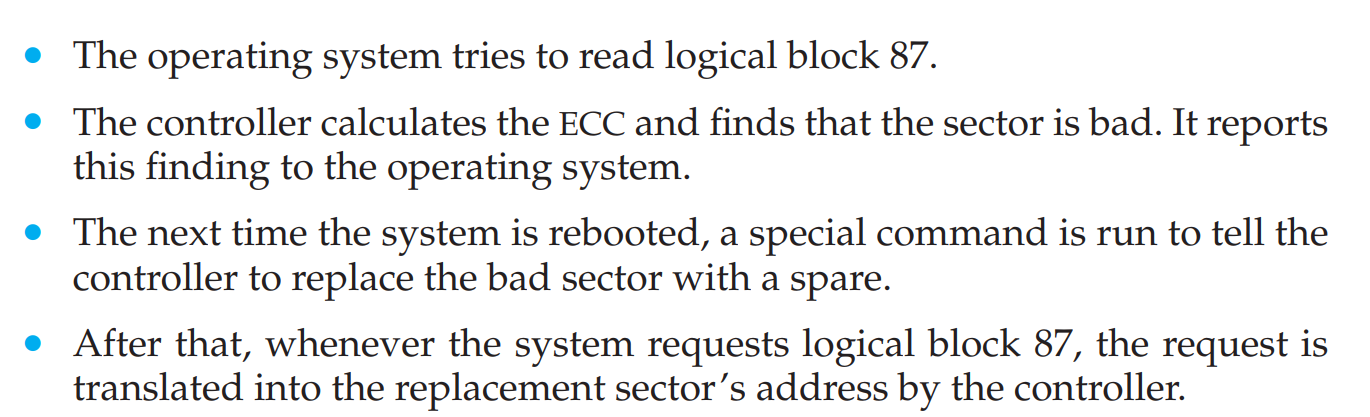 • The operating system tries to read logical block 87.
• The controller calculates the ECC and finds that the sector is bad. It reports
this finding to the operating system.
• The next time the system is rebooted, a special command is run to tell the
controller to replace the bad sector with a spare.
• After that, whenever the system requests logical block 87, the request is
translated into the replacement sector’s address by the controller.